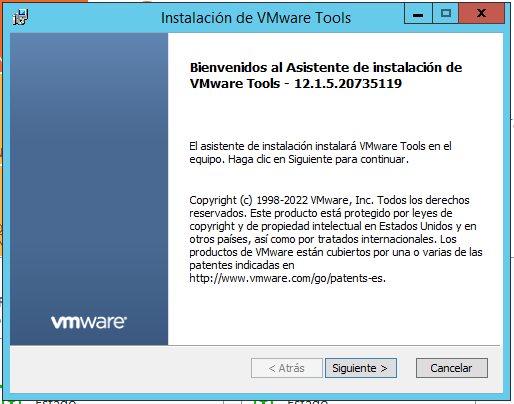 Instalación de VMware Tools
Bienvenidos al Asistente de instalación de
VMware Tools - 12.1.5.20735119
El asistente de instalación instalará VMware Tools en el
equipo. Haga clic en Siguiente para continuar.
Copyright (c) 1998-2022 VMware, Inc. Todos los derechos
reservados. Este producto está protegido por leyes de
copyright y de propiedad intelectual en Estados Unidos y en
otros países, así como por tratados internacionales. Los
productos de VMware están cubiertos por una o varias de las
patentes indicadas en
http://www.vmware.com/go/patents-es.
vmware
< Atrás
Siguiente >
Cancelar
Estado
Estado